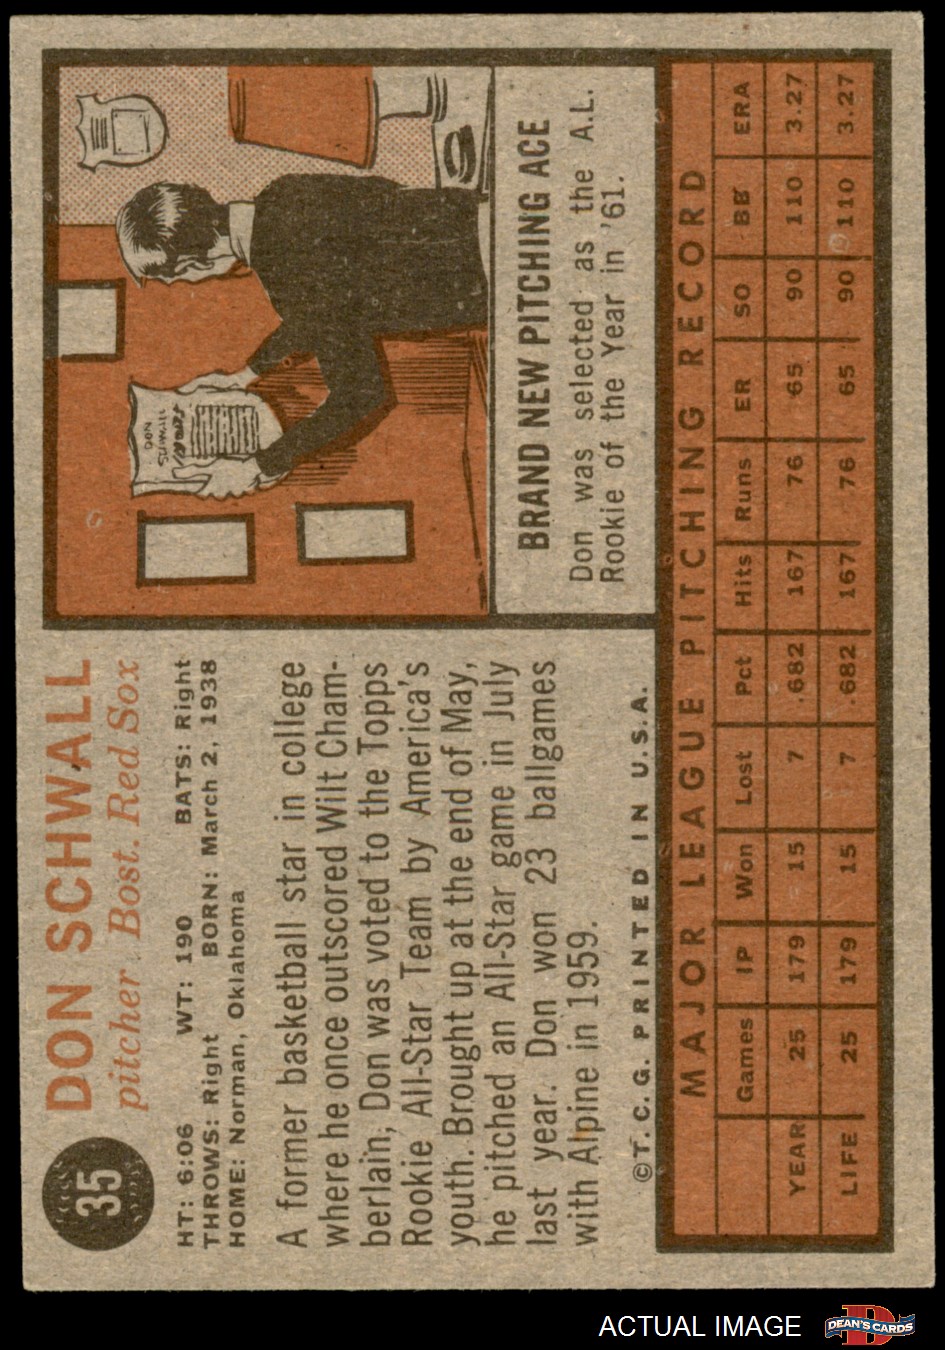 35
DON SCHWALL
pitcher Bost. Red Sox
HT: 6:06 WT: 190 BATS: Right
THROWS: Right BORN: March 2, 1938
HOME: Norman, Oklahoma
A former basketball star in college
where he once outscored Wilt Cham-
berlain, Don was voted to the Topps
Rookie All-Star Team by America's
youth. Brought up at the end of May,
he pitched an All-Star game in July
last year. Don won 23 ballgames
with Alpine in 1959.
©T.C.G. PRINTED IN U.S.A.
DON
BRAND NEW PITCHING ACE
Don was selected as the A.L.
Rookie of the Year in '61.
MAJOR LEAGUE PITCHING RECORD
Games IP Won Lost Pct Hits Runs ER SO BB ERA
YEAR 25 179 15 7 .682 167 76 65 90 110 3.27
LIFE 25 179 15 7 .682 167 76 65 90 110 3.27
ACTUAL IMAGE
DEAN'S CARDS